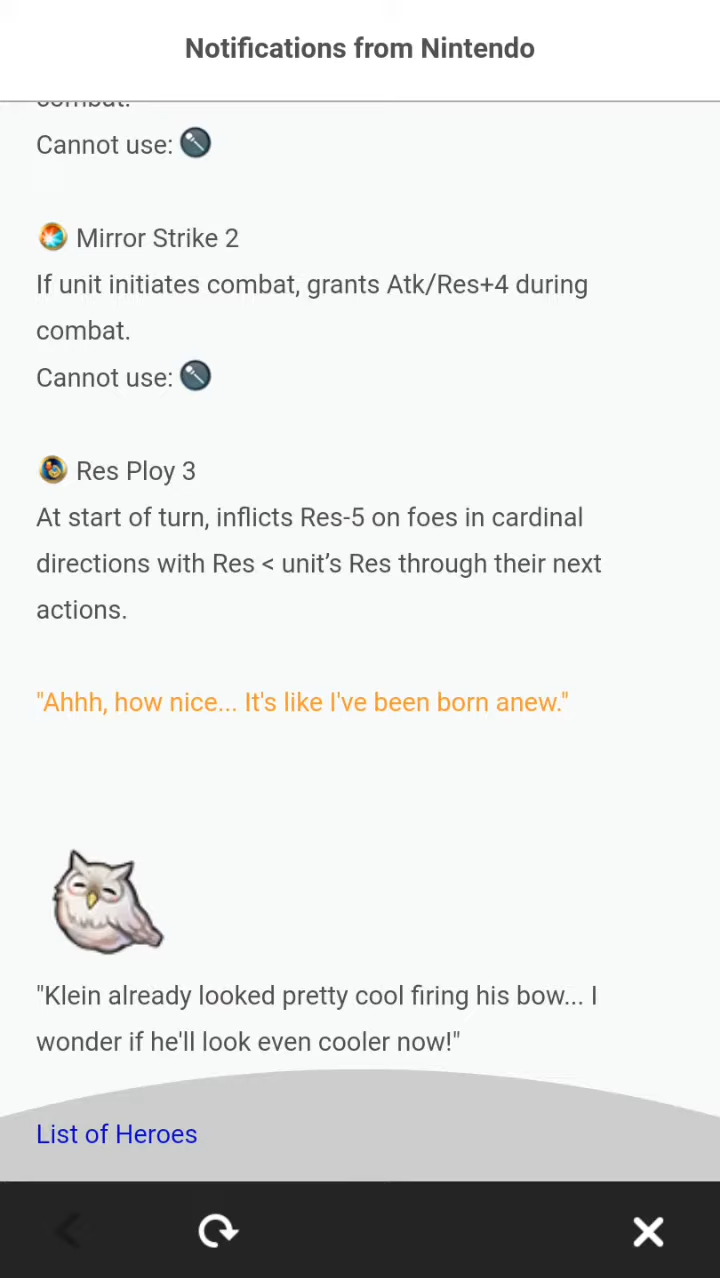 Notifications from Nintendo
combat.
Cannot use:
Mirror Strike 2
If unit initiates combat, grants Atk/Res+4 during
combat.
Cannot use:
Res Ploy 3
At start of turn, inflicts Res-5 on foes in cardinal
directions with Res < unit’s Res through their next
actions.
"Ahhh, how nice... It's like I've been born anew."
"Klein already looked pretty cool firing his bow... I
wonder if he'll look even cooler now!"
List of Heroes